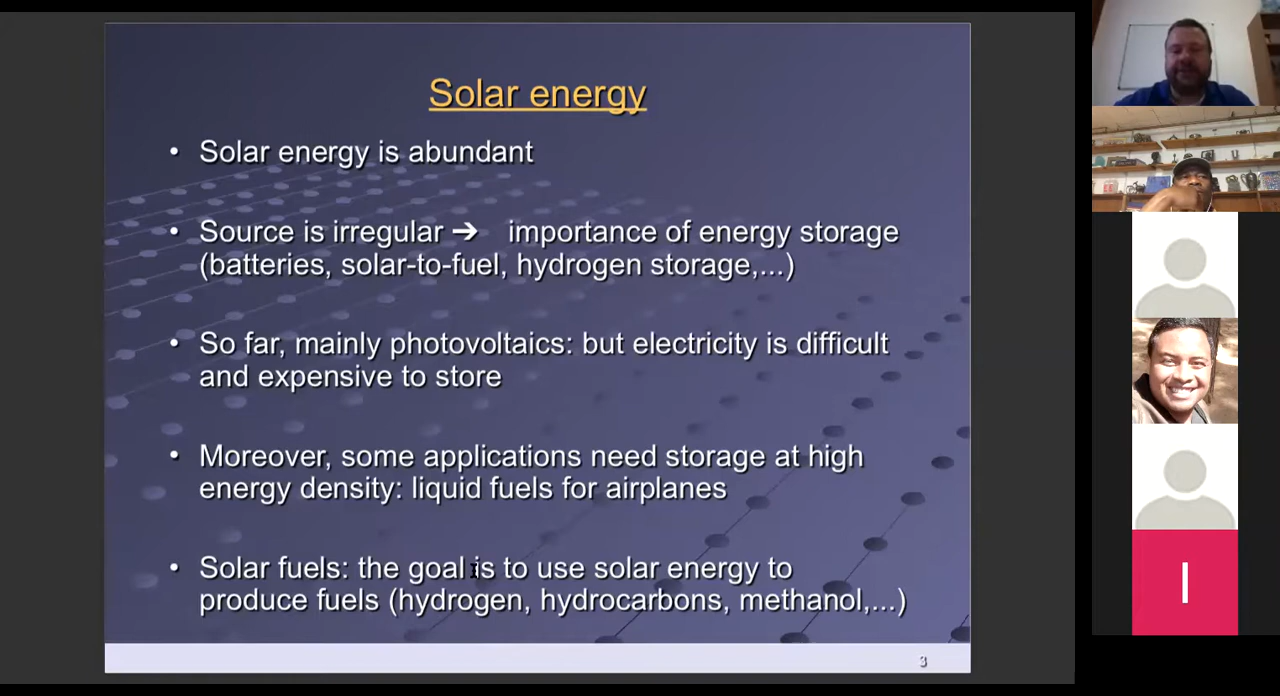 Solar energy
• Solar energy is abundant
• Source is irregular ➔ importance of energy storage
(batteries, solar-to-fuel, hydrogen storage,...)
• So far, mainly photovoltaics: but electricity is difficult
and expensive to store
• Moreover, some applications need storage at high
energy density: liquid fuels for airplanes
• Solar fuels: the goal is to use solar energy to
produce fuels (hydrogen, hydrocarbons, methanol,...)
3
I